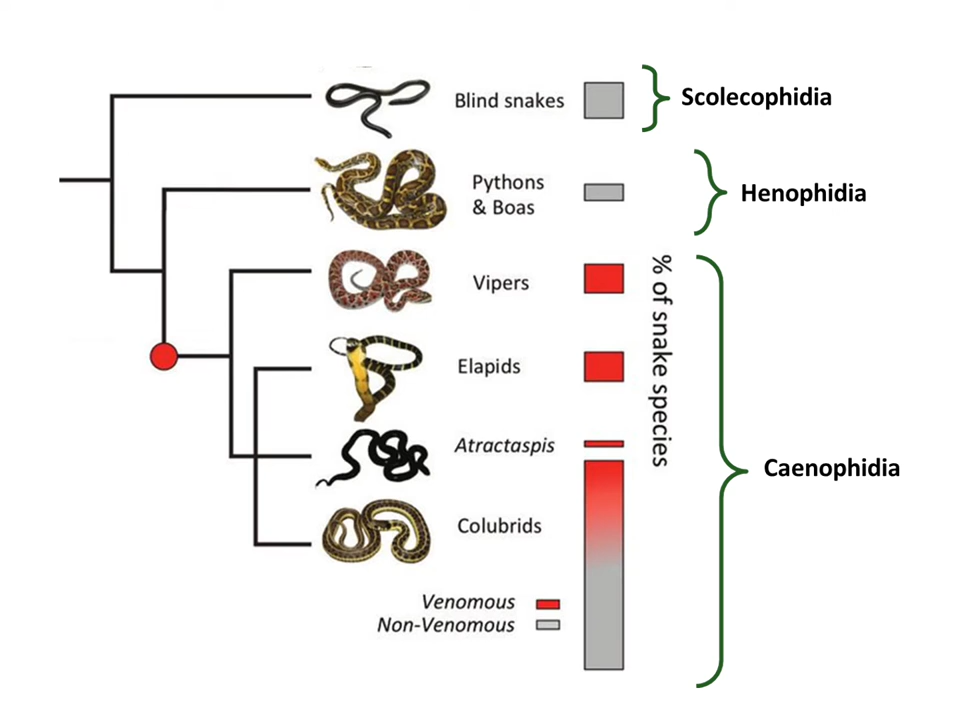 Blind snakes
Scolecophidia
Pythons
& Boas
Henophidia
Vipers
% of snake species
Elapids
Atractaspis
Caenophidia
Colubrids
Venomous
Non-Venomous